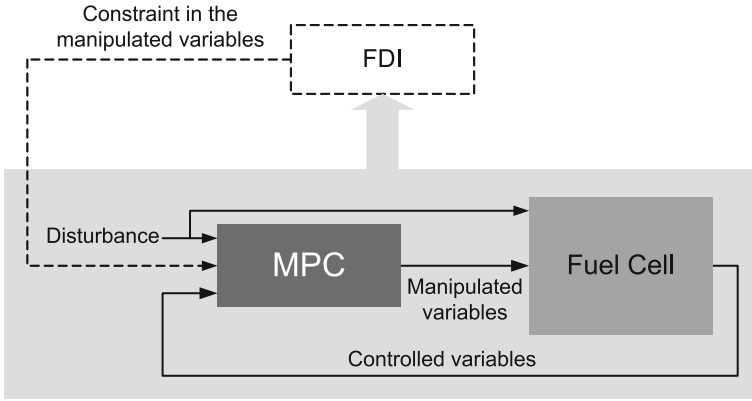 Constraint in the
manipulated variables
FDI
Disturbance
MPC
Fuel Cell
Manipulated
variables
Controlled variables